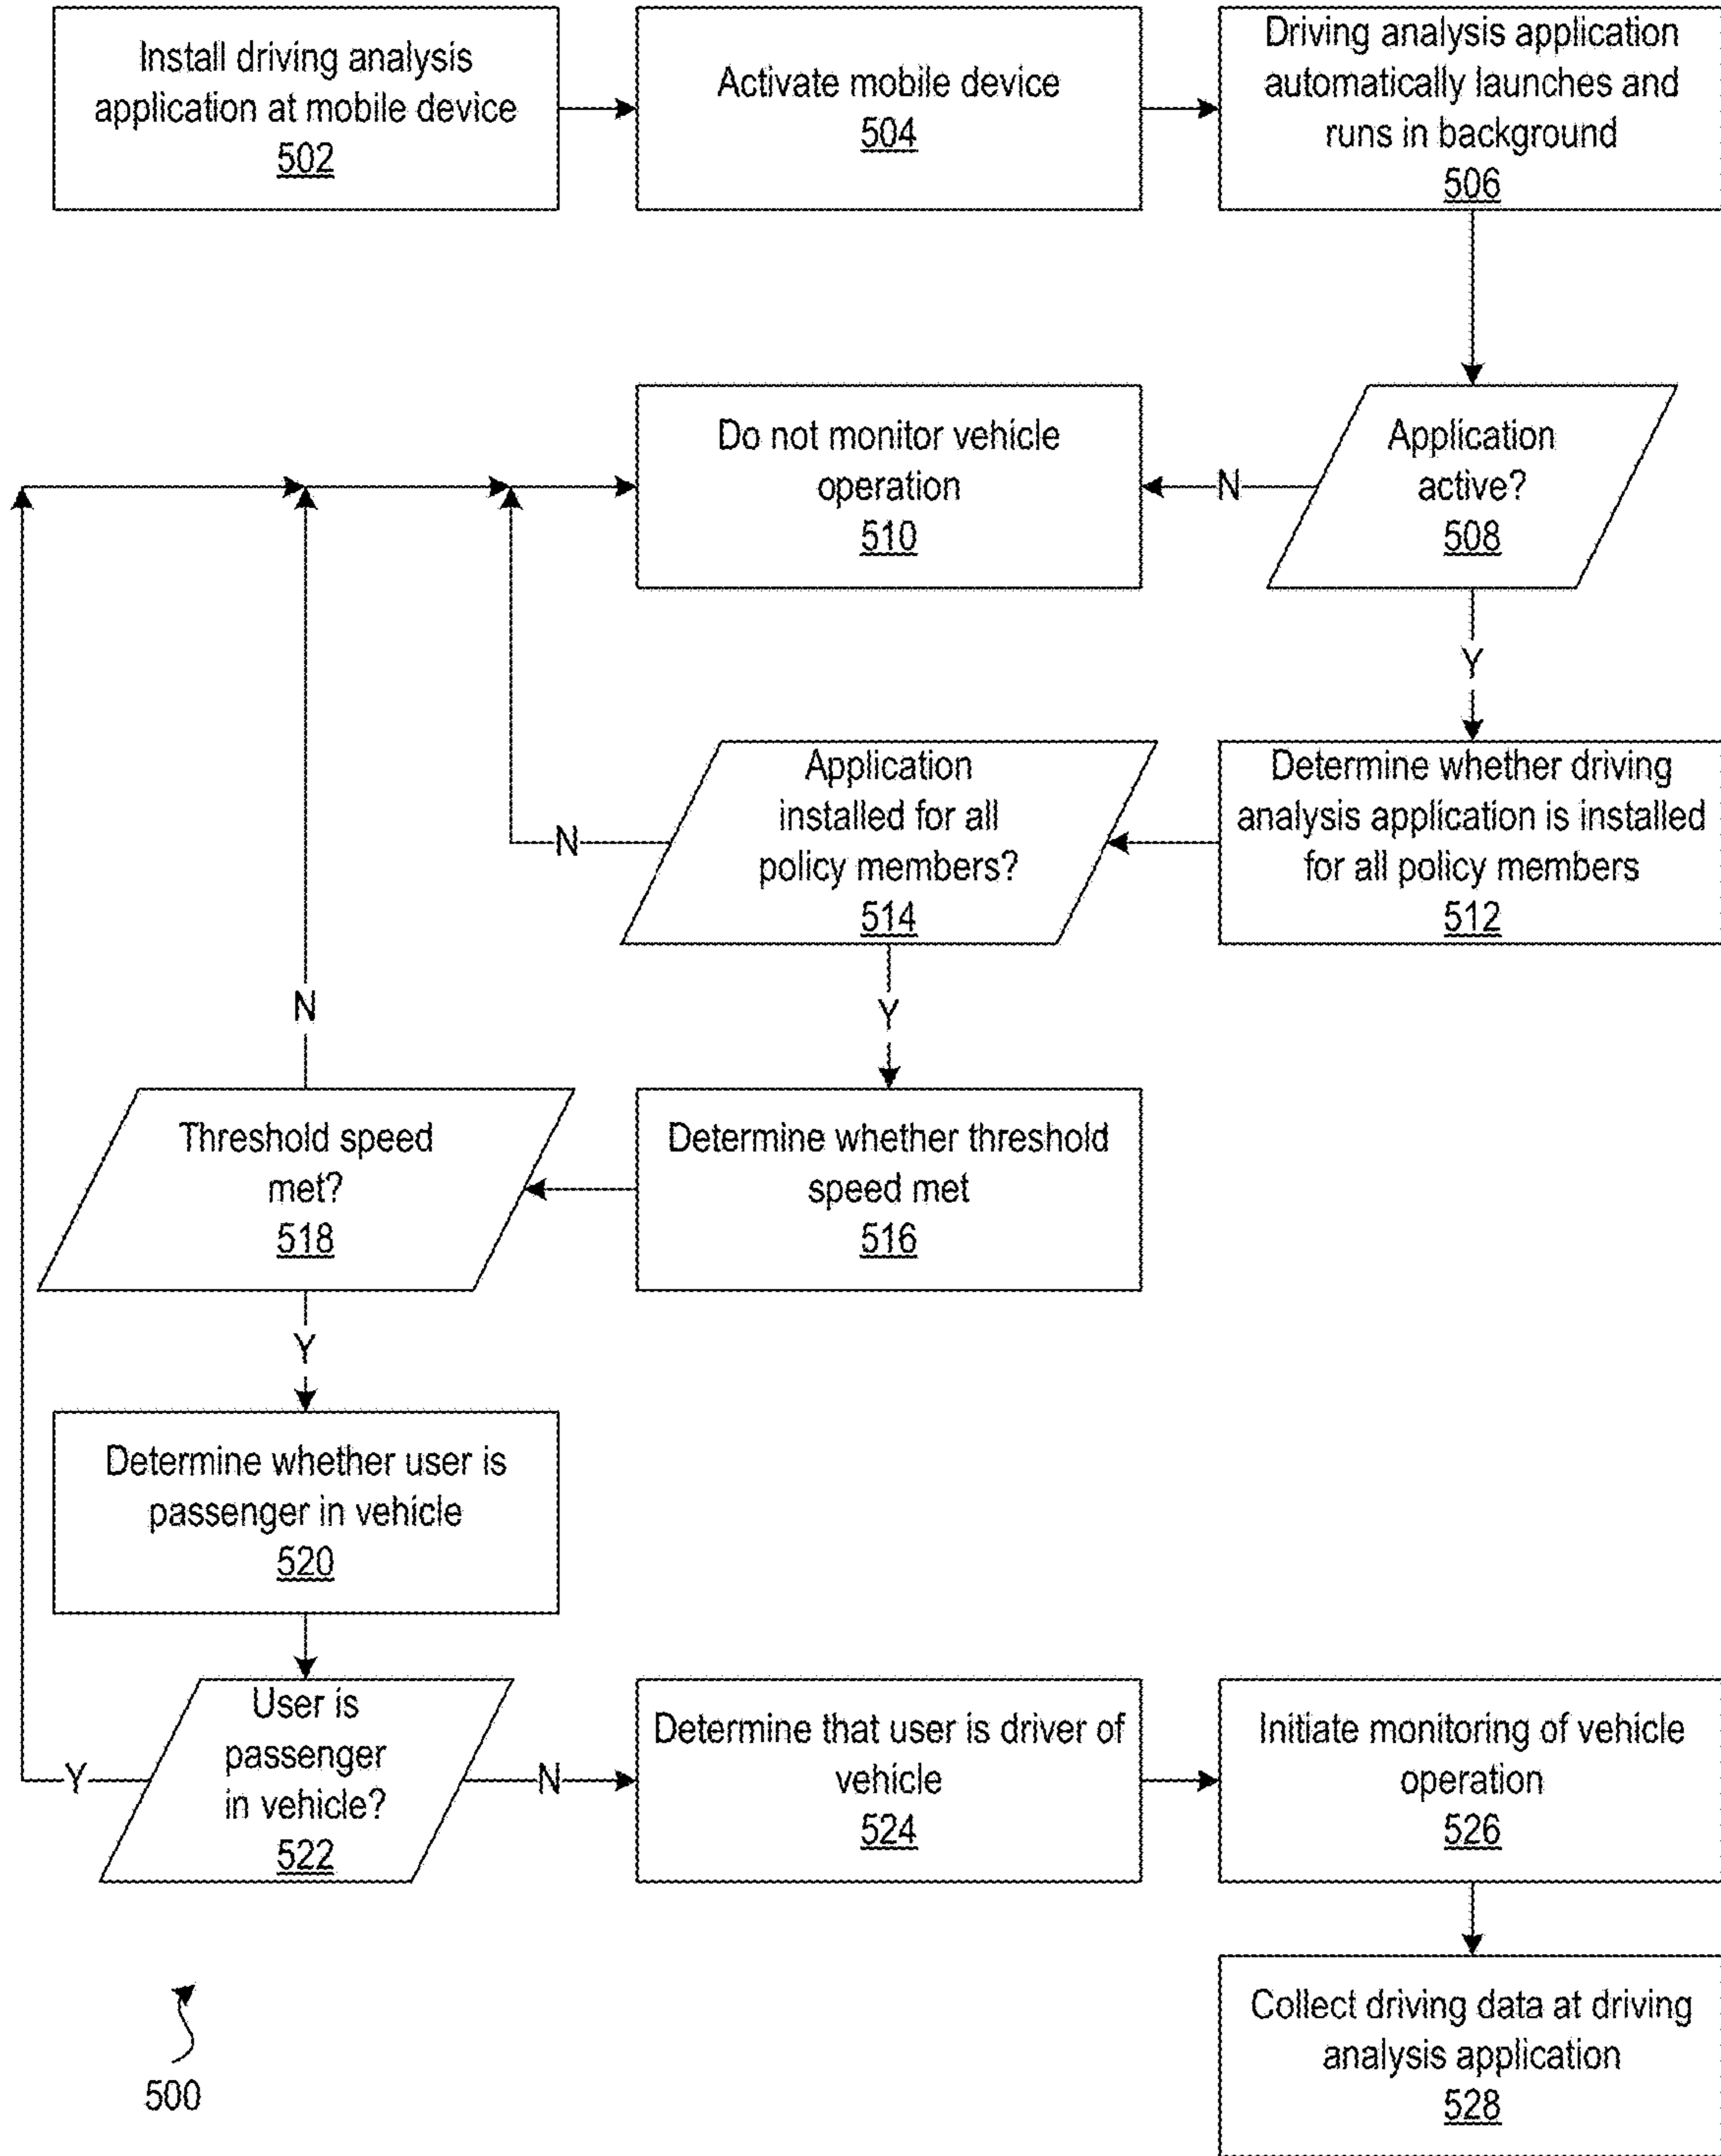 Install driving analysis
application at mobile device
502
Activate mobile device
504
Driving analysis application
automatically launches and
runs in background
506
Do not monitor vehicle
operation
510
N
Application
active?
508
Y
Application
installed for all
policy members?
514
N
Determine whether driving
analysis application is installed
for all policy members
512
N
Y
Threshold speed
met?
518
Determine whether threshold
speed met
516
Y
Determine whether user is
passenger in vehicle
520
User is
passenger
in vehicle?
522
Y
N
Determine that user is driver of
vehicle
524
Initiate monitoring of vehicle
operation
526
Collect driving data at driving
analysis application
528
500